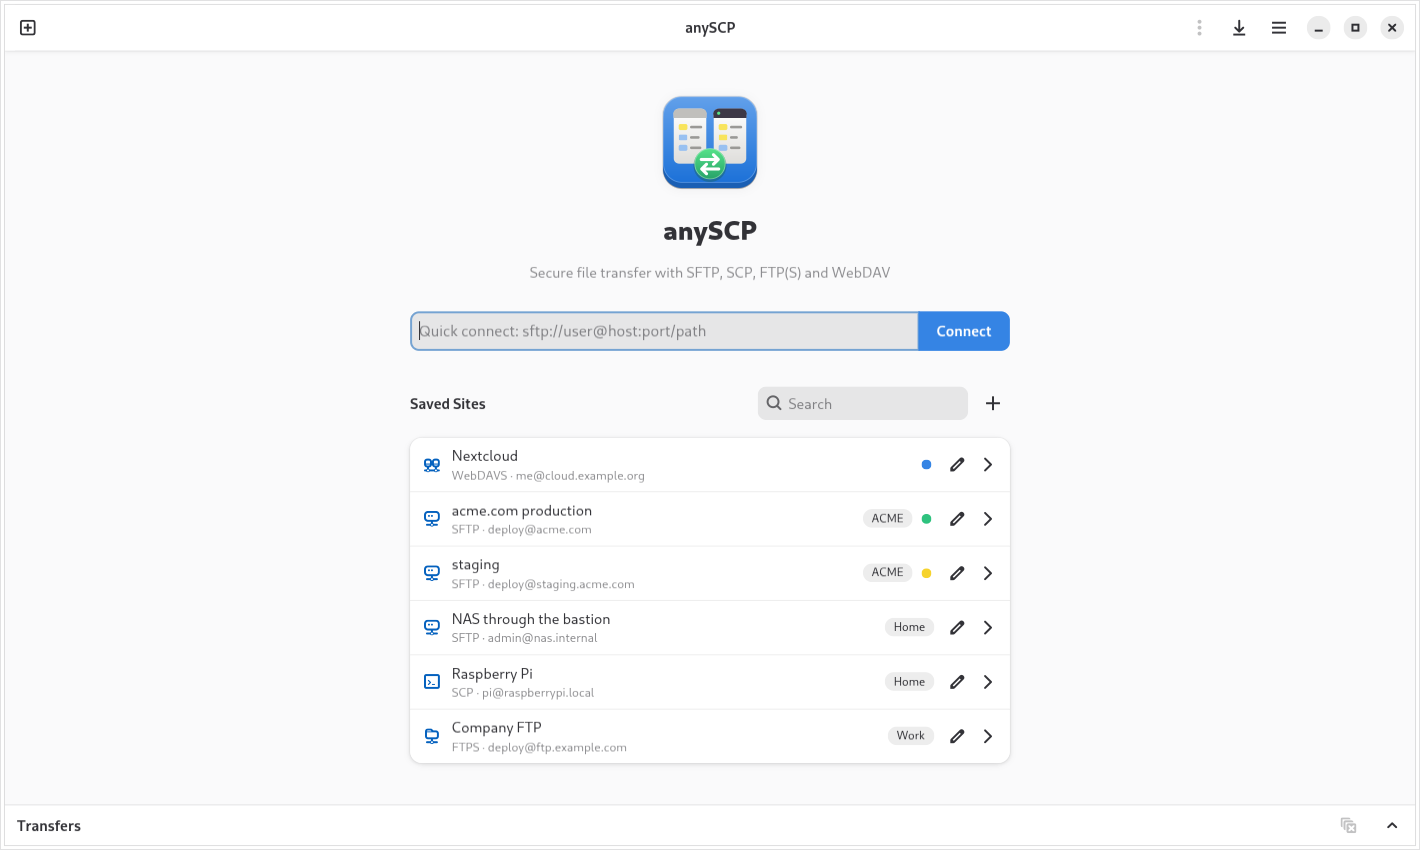 anySCP
anySCP
Secure file transfer with SFTP, SCP, FTP(S) and WebDAV
Quick connect: sftp://user@host:port/path
Connect
Saved Sites
Search
Nextcloud
WebDAVS · me@cloud.example.org
acme.com production
SFTP · deploy@acme.com
ACME
staging
SFTP · deploy@staging.acme.com
ACME
NAS through the bastion
SFTP · admin@nas.internal
Home
Raspberry Pi
SCP · pi@raspberrypi.local
Home
Company FTP
FTPS · deploy@ftp.example.com
Work
Transfers